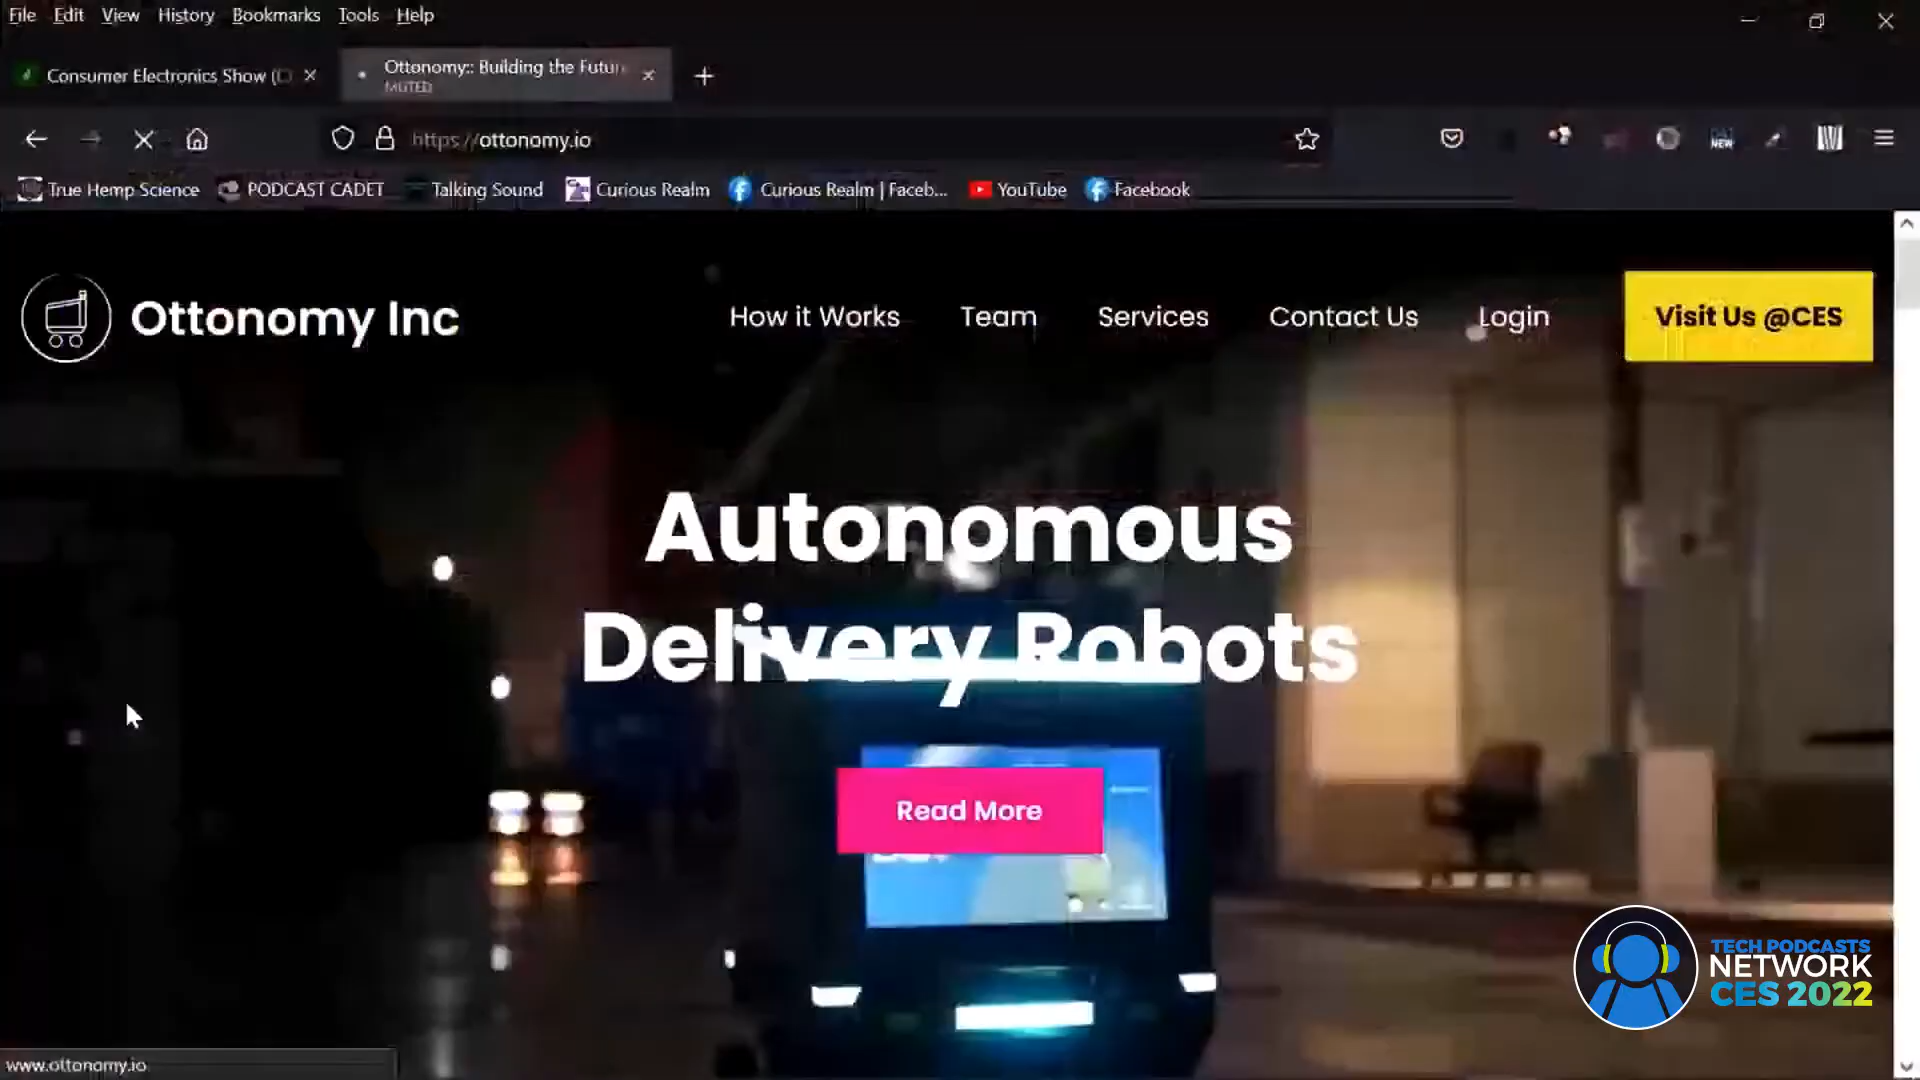 File Edit View History Bookmarks Tools Help
Consumer Electronics Show (C
Ottonomy:: Building the Futur
MUTED
https://ottonomy.io
NEW
True Hemp Science PODCAST CADET Talking Sound Curious Realm Curious Realm | Faceb... YouTube Facebook
Ottonomy Inc
How it Works Team Services Contact Us Login Visit Us @CES
Autonomous
Delivery Robots
Read More
TECH PODCASTS
NETWORK
CES 2022
www.ottonomy.io